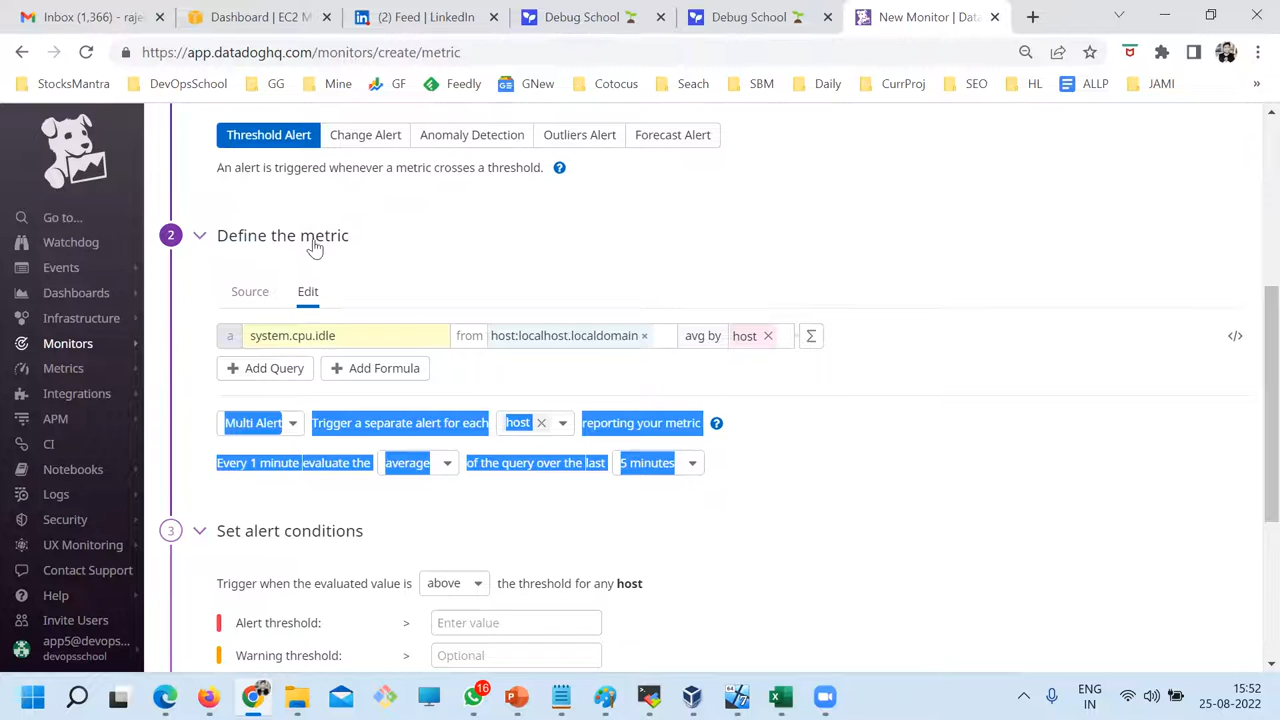 Inbox (1,366) - rajes
Dashboard | EC2 M
(4) Feed | LinkedIn
Debug School
Debug School
New Monitor | Dat
https://app.datadoghq.com/monitors/create/metric
StocksMantra
DevOpsSchool
GG
Mine
GF
Feedly
GNew
Cotocus
Seach
SBM
Daily
CurrProj
SEO
HL
ALLP
JAMI
»
Go to...
Watchdog
Events
Dashboards
Infrastructure
Monitors
Metrics
Integrations
APM
CI
Notebooks
Logs
Security
UX Monitoring
Contact Support
Help
Invite Users
app5@devops...
devopsschool
Threshold Alert Change Alert Anomaly Detection Outliers Alert Forecast Alert
An alert is triggered whenever a metric crosses a threshold. ?
2 Define the metric
Source Edit
a system.cpu.idle from host:localhost.localdomain × avg by host × Σ </>
+ Add Query + Add Formula
Multi Alert Trigger a separate alert for each host × reporting your metric ?
Every 1 minute evaluate the average of the query over the last 5 minutes
3 Set alert conditions
Trigger when the evaluated value is above the threshold for any host
Alert threshold: > Enter value
Warning threshold: > Optional
16
ENG
IN
15:52
25-08-2022